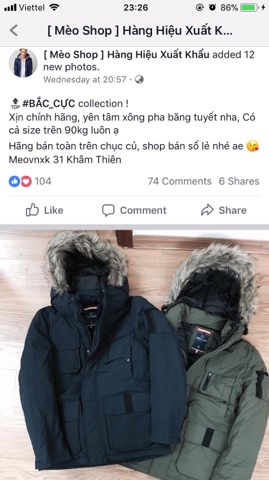 Viettel
23:26
86%
[ Mèo Shop ] Hàng Hiệu Xuất K...
[ Mèo Shop ] Hàng Hiệu Xuất Khẩu added 12
new photos.
Wednesday at 20:57 ·
TOP #BẮC_CỰC collection !
Xịn chính hãng, yên tâm xông pha băng tuyết nha, Có
cả size trên 90kg luôn ạ
Hãng bán toàn trên chục củ, shop bán số lẻ nhé ae
Meovnxk 31 Khâm Thiên
104
74 Comments 6 Shares
Like Comment Share